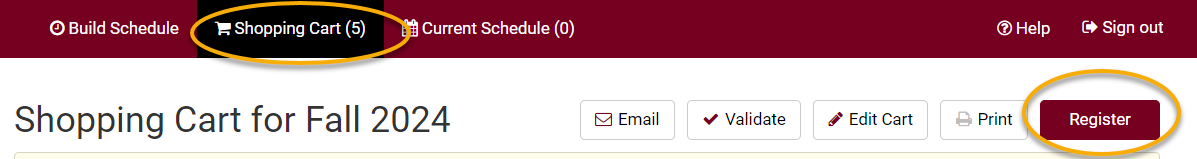 Build Schedule Shopping Cart (5) Current Schedule (0) Help Sign out
Shopping Cart for Fall 2024 Email Validate Edit Cart Print Register